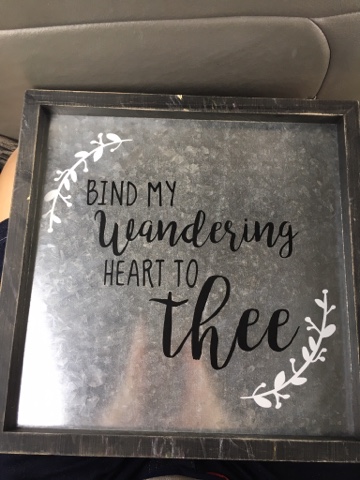 BIND MY
Wandering
HEART TO
thee